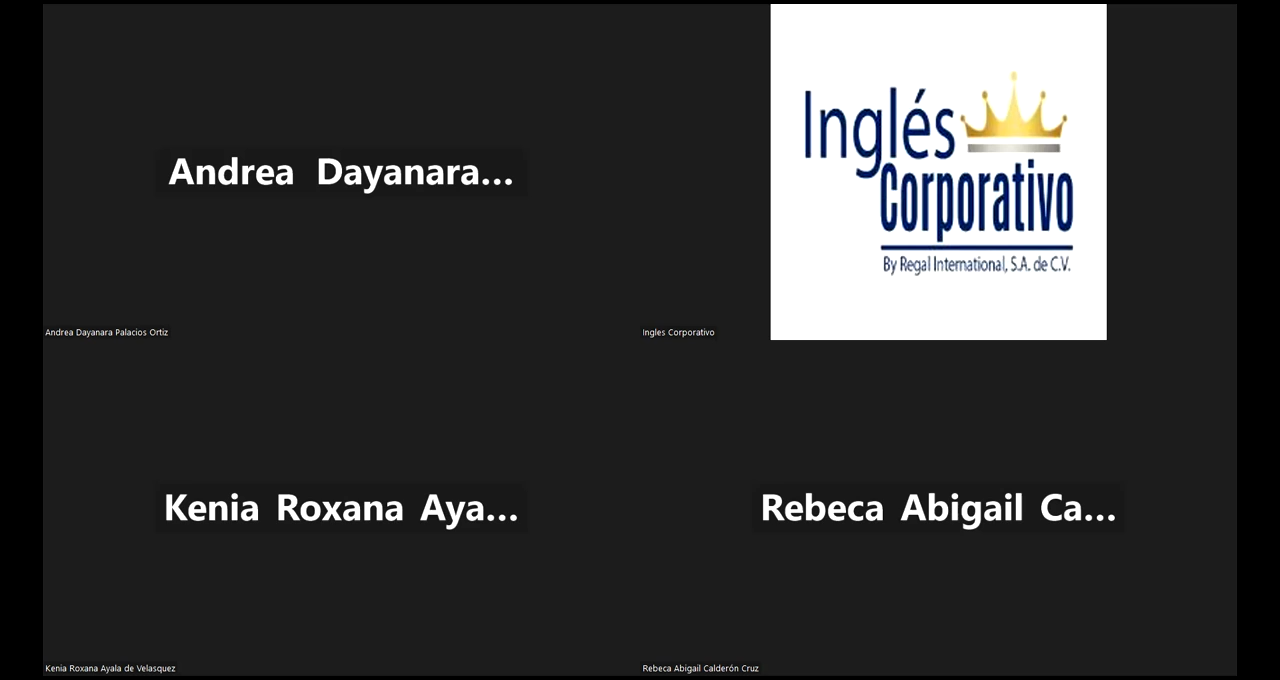 Andrea Dayanara...
Andrea Dayanara Palacios Ortiz
Inglés
Corporativo
By Regal International, S.A. de C.V.
Ingles Corporativo
Kenia Roxana Aya...
Kenia Roxana Ayala de Velasquez
Rebeca Abigail Ca...
Rebeca Abigail Calderón Cruz